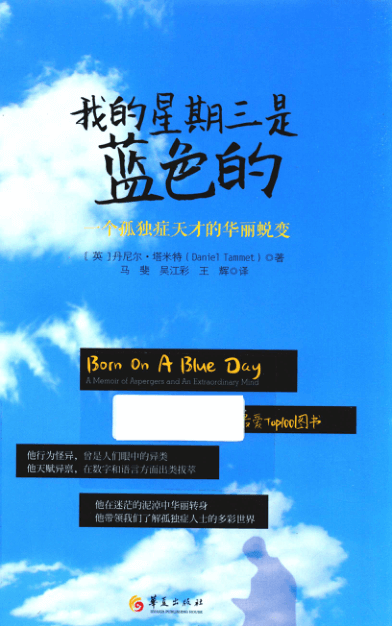 我的星期三是
蓝色的
一个孤独症天才的华丽蜕变
[英]丹尼尔·塔米特(Daniel Tammet)著
马斐 吴江彩 王辉译
Born On A Blue Day
A Memoir of Aspergers and An Extraordinary Mind
Top100图书
他行为怪异，曾是人们眼中的异类
他天赋异禀，在数字和语言方面出类拔萃
他在迷茫的泥淖中华丽转身
他带领我们了解孤独症人士的多彩世界
华夏出版社